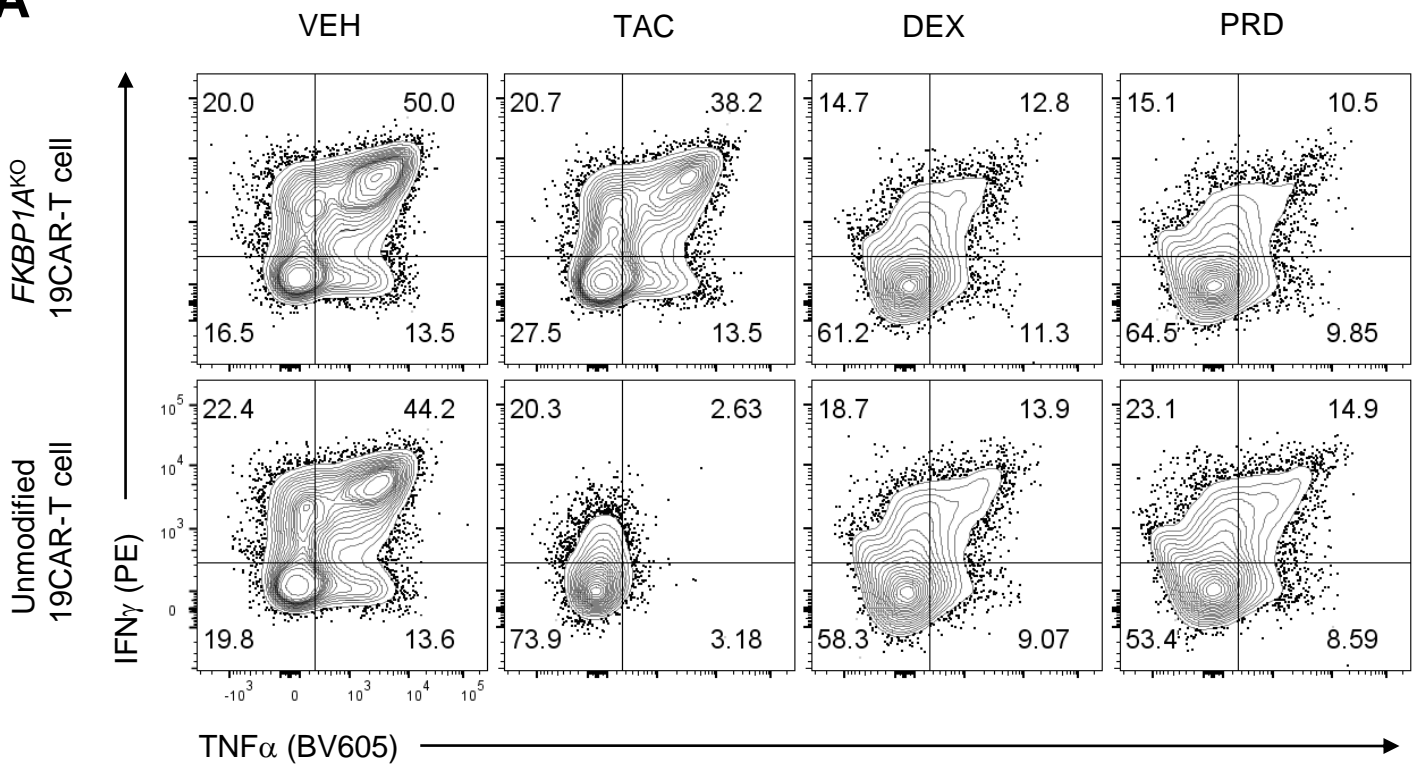 A
VEH TAC DEX PRD
FKBP1AKO
19CAR-T cell
20.0 50.0 20.7 38.2 14.7 12.8 15.1 10.5
16.5 13.5 27.5 13.5 61.2 11.3 64.5 9.85
Unmodified
19CAR-T cell
IFNγ (PE)
10^5 22.4 44.2 20.3 2.63 18.7 13.9 23.1 14.9
10^4
10^3
0
19.8 13.6 73.9 3.18 58.3 9.07 53.4 8.59
-10^3 0 10^3 10^4 10^5
TNFα (BV605)